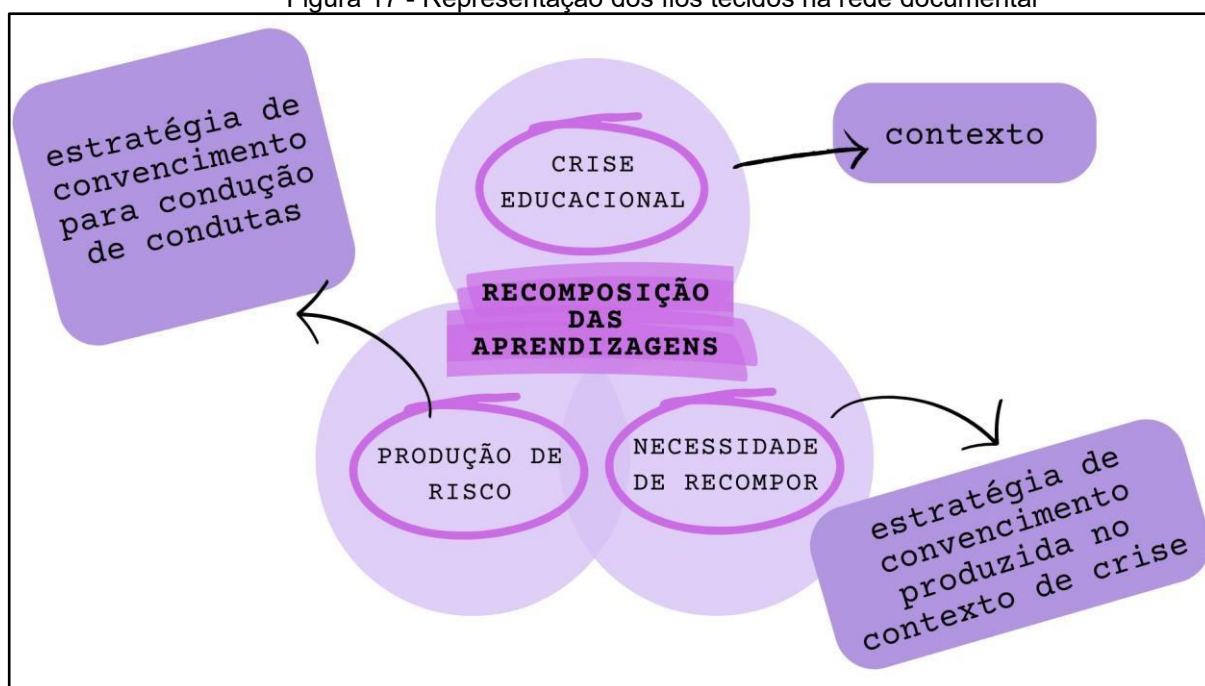 Figura 17 - Representação dos fios tecidos na rede documental
estratégia de
convencimento
para condução
de condutas
CRISE
EDUCACIONAL
contexto
RECOMPOSIÇÃO
DAS
APRENDIZAGENS
PRODUÇÃO DE
RISCO
NECESSIDADE
DE RECOMPOR
estratégia de
convencimento
produzida no
contexto de crise